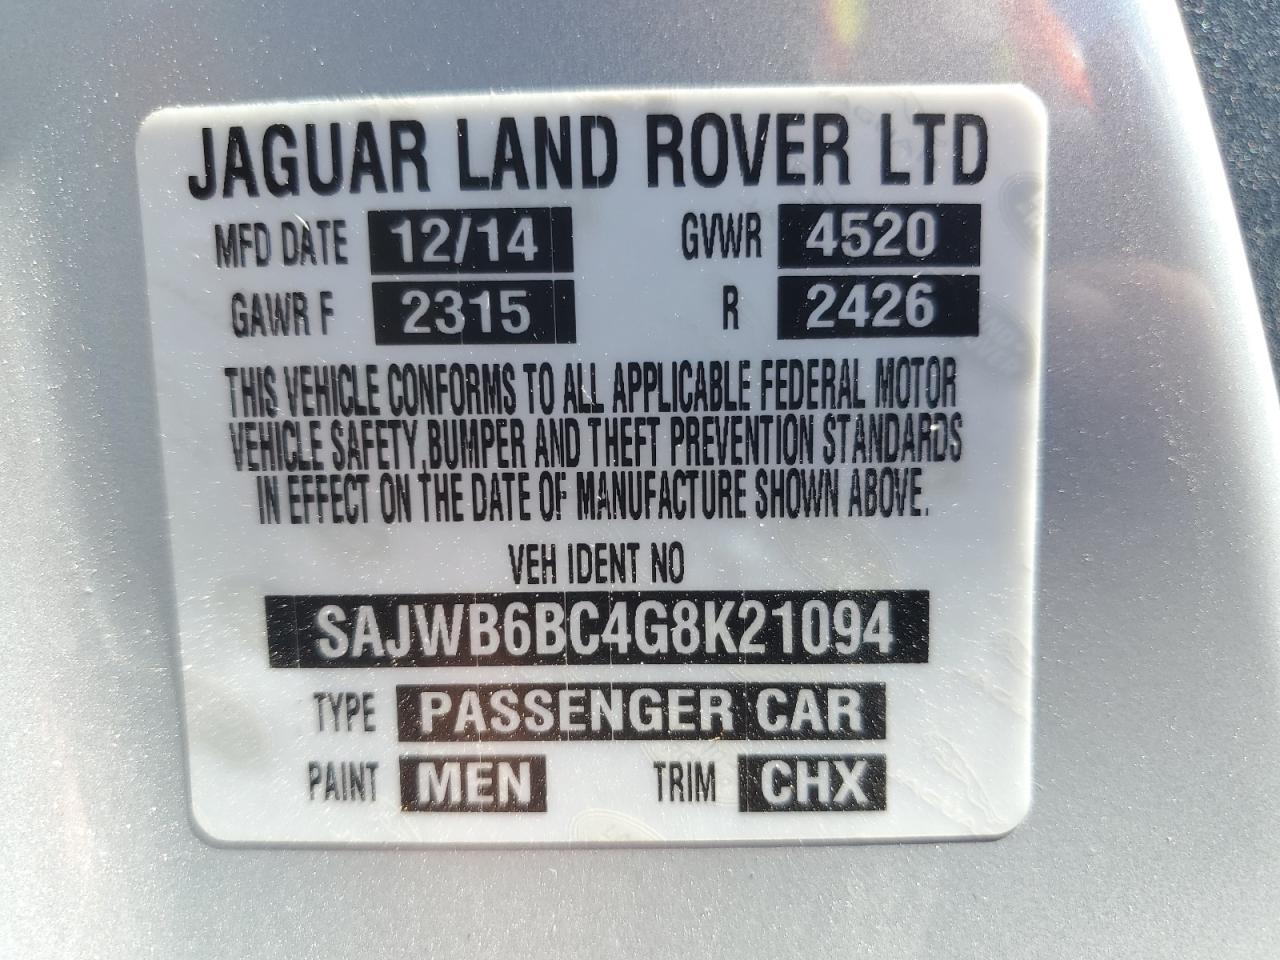 JAGUAR LAND ROVER LTD
MFD DATE 12/14 GVWR 4520
GAWR F 2315 R 2426
THIS VEHICLE CONFORMS TO ALL APPLICABLE FEDERAL MOTOR
VEHICLE SAFETY,BUMPER AND THEFT PREVENTION STANDARDS
IN EFFECT ON THE DATE OF MANUFACTURE SHOWN ABOVE.
VEH IDENT NO
SAJWB6BC4G8K21094
TYPE PASSENGER CAR
PAINT MEN TRIM CHX